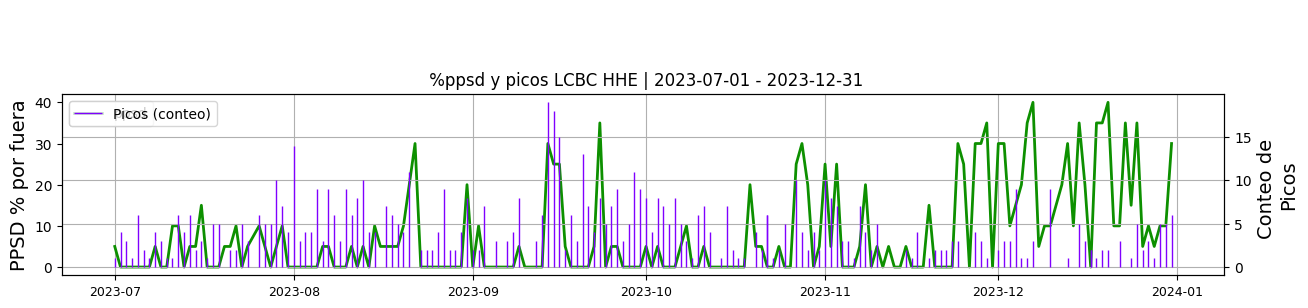 %ppsd y picos LCBC HHE | 2023-07-01 - 2023-12-31
PPSD % por fuera
40
30
20
10
0
Picos (conteo)
15
10
5
0
Conteo de
Picos
2023-07 2023-08 2023-09 2023-10 2023-11 2023-12 2024-01